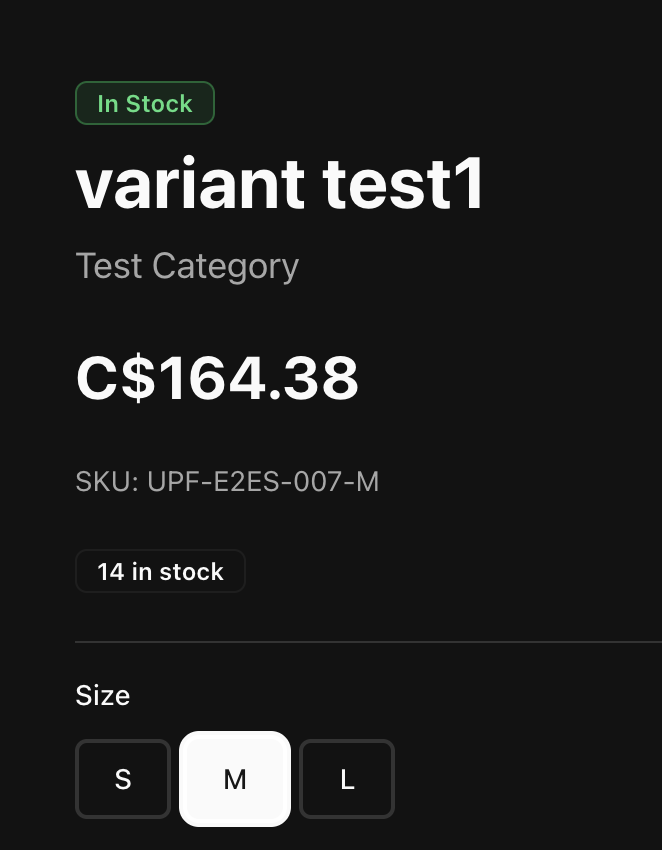 In Stock
variant test1
Test Category
C$164.38
SKU: UPF-E2ES-007-M
14 in stock
Size
S M L